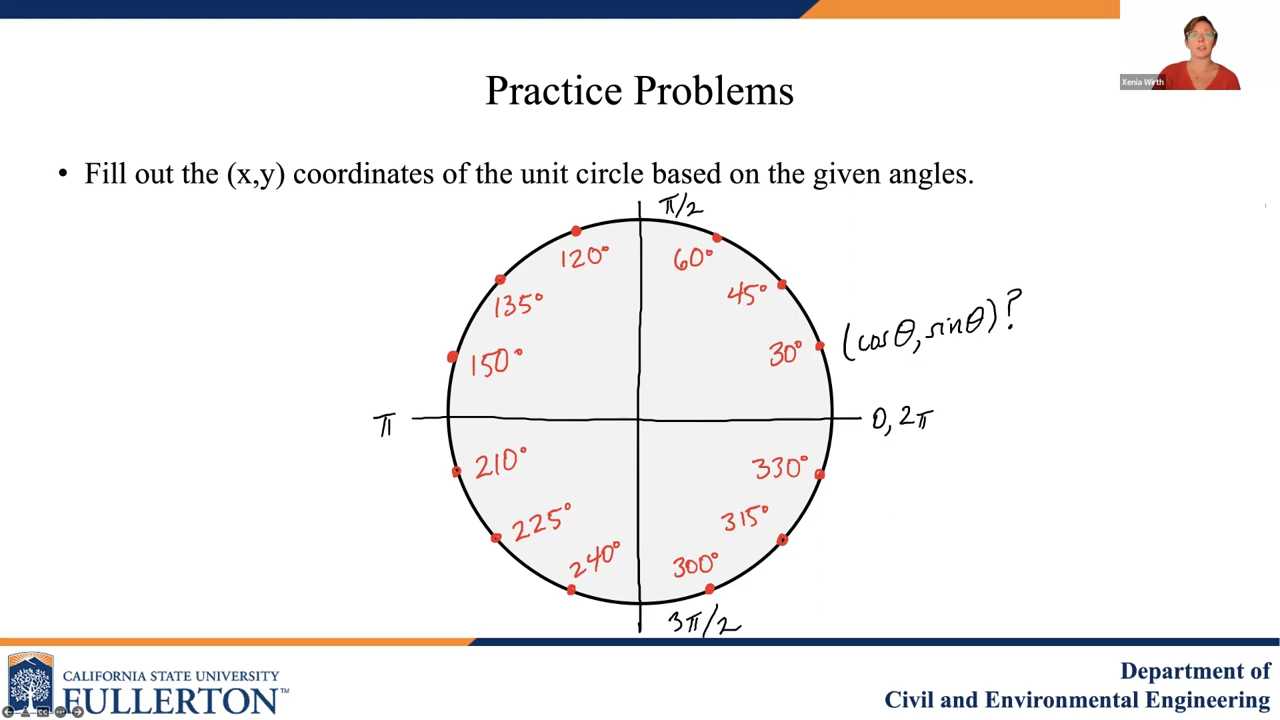 Xenia Wirth
Practice Problems
• Fill out the (x,y) coordinates of the unit circle based on the given angles.
π/2
120° 60°
135° 45°
150° 30° (cosθ, sinθ)?
π 0, 2π
210° 330°
225° 315°
240° 300°
3π/2
CALIFORNIA STATE UNIVERSITY
FULLERTON™
Department of
Civil and Environmental Engineering